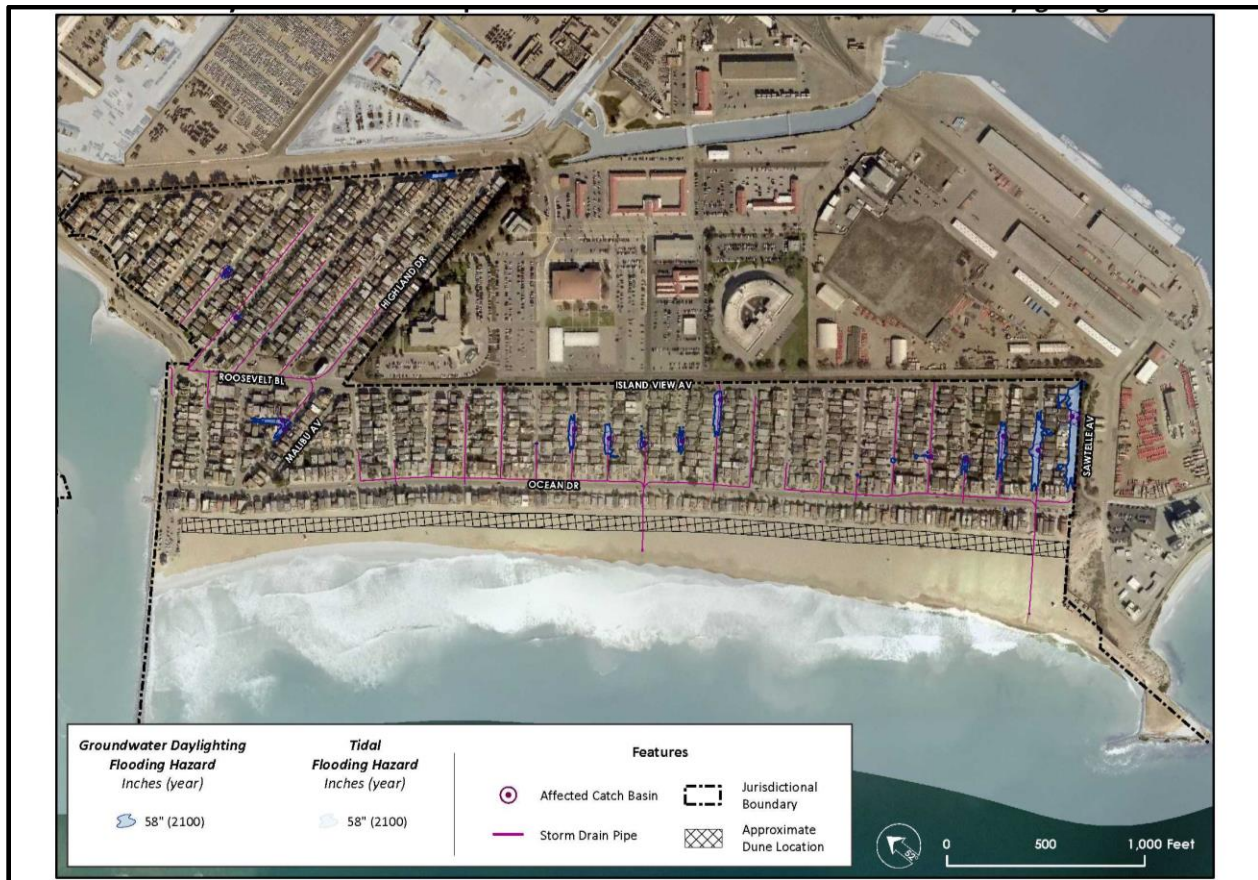 HIGHLAND DR
ROOSEVELT BL
ISLAND VIEW AV
MALIBU AV
SAWTELLE AV
OCEAN DR
Groundwater Daylighting
Flooding Hazard
Inches (year)
58" (2100)
Tidal
Flooding Hazard
Inches (year)
58" (2100)
Features
Affected Catch Basin
Storm Drain Pipe
Jurisdictional
Boundary
Approximate
Dune Location
0 500 1,000 Feet